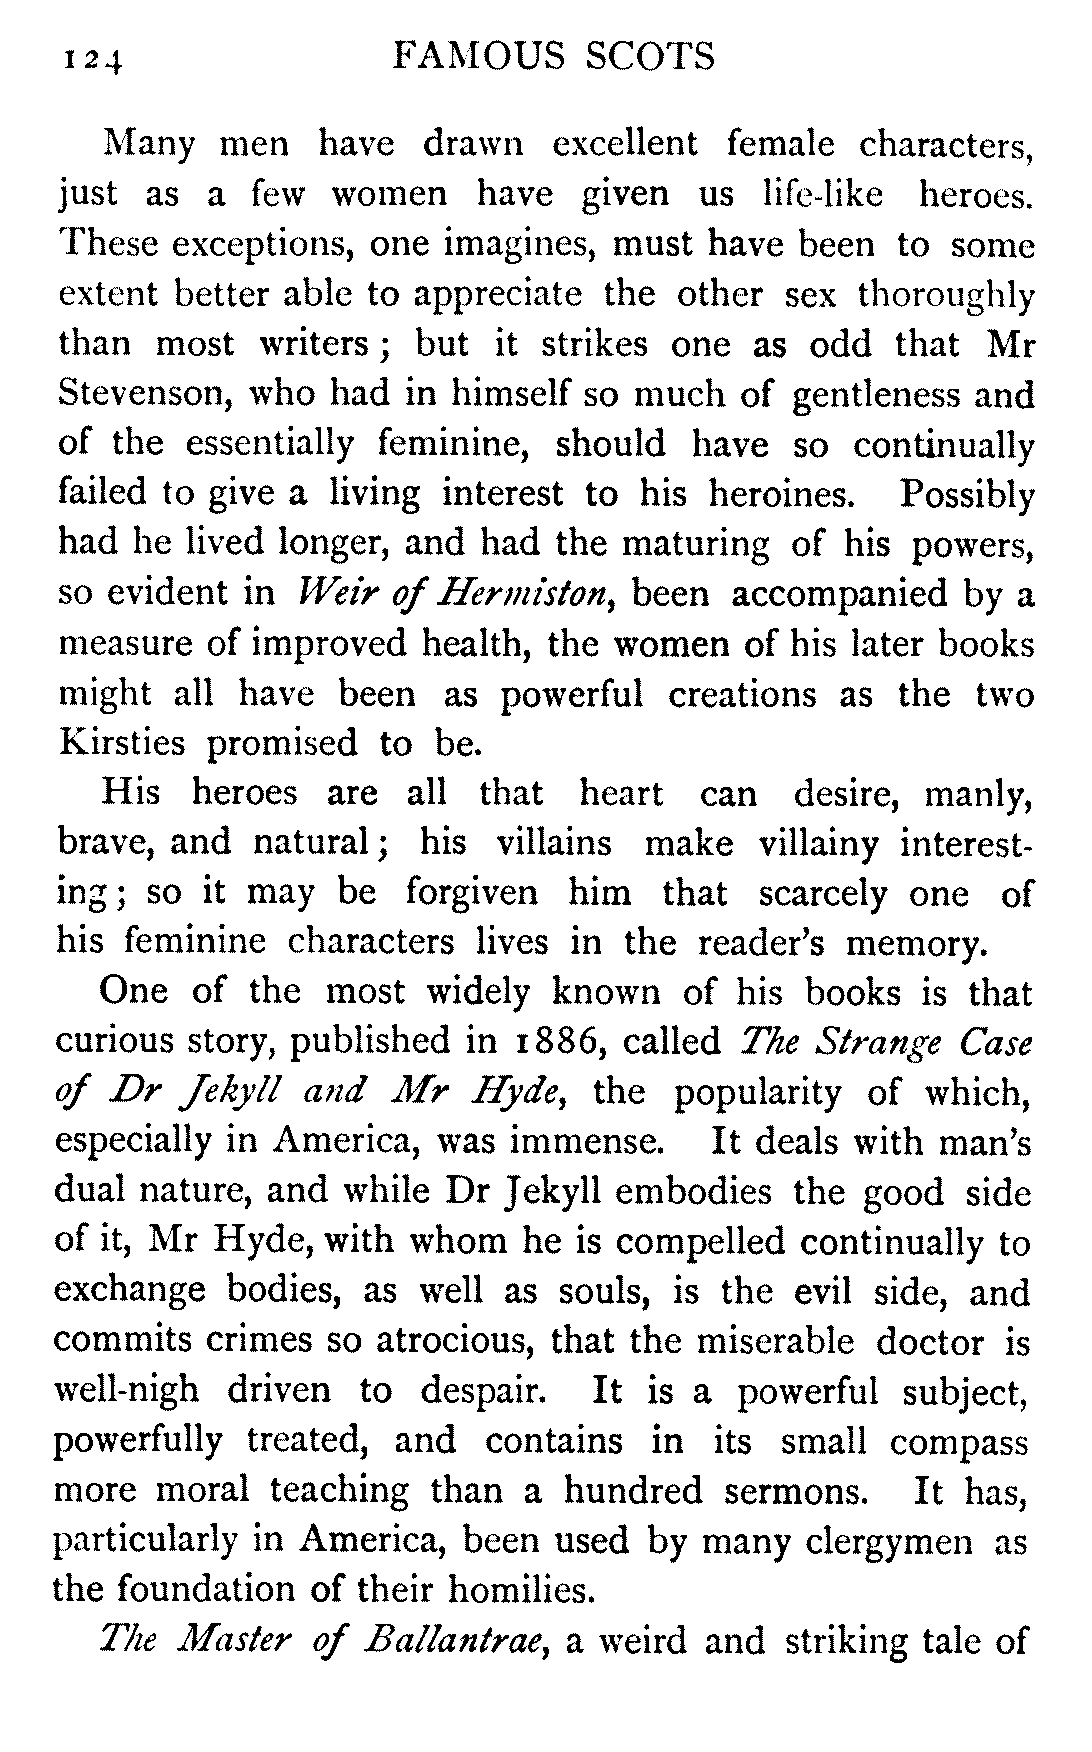 124 FAMOUS SCOTS
Many men have drawn excellent female characters,
just as a few women have given us life-like heroes.
These exceptions, one imagines, must have been to some
extent better able to appreciate the other sex thoroughly
than most writers ; but it strikes one as odd that Mr
Stevenson, who had in himself so much of gentleness and
of the essentially feminine, should have so continually
failed to give a living interest to his heroines. Possibly
had he lived longer, and had the maturing of his powers,
so evident in Weir of Hermiston, been accompanied by a
measure of improved health, the women of his later books
might all have been as powerful creations as the two
Kirsties promised to be.
His heroes are all that heart can desire, manly,
brave, and natural ; his villains make villainy interest-
ing ; so it may be forgiven him that scarcely one of
his feminine characters lives in the reader's memory.
One of the most widely known of his books is that
curious story, published in 1886, called The Strange Case
of Dr Jekyll and Mr Hyde, the popularity of which,
especially in America, was immense. It deals with man's
dual nature, and while Dr Jekyll embodies the good side
of it, Mr Hyde, with whom he is compelled continually to
exchange bodies, as well as souls, is the evil side, and
commits crimes so atrocious, that the miserable doctor is
well-nigh driven to despair. It is a powerful subject,
powerfully treated, and contains in its small compass
more moral teaching than a hundred sermons. It has,
particularly in America, been used by many clergymen as
the foundation of their homilies.
The Master of Ballantrae, a weird and striking tale of